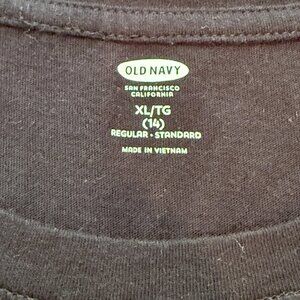 OLD NAVY
SAN FRANCISCO
CALIFORNIA
XL/TG
(14)
REGULAR • STANDARD
MADE IN VIETNAM